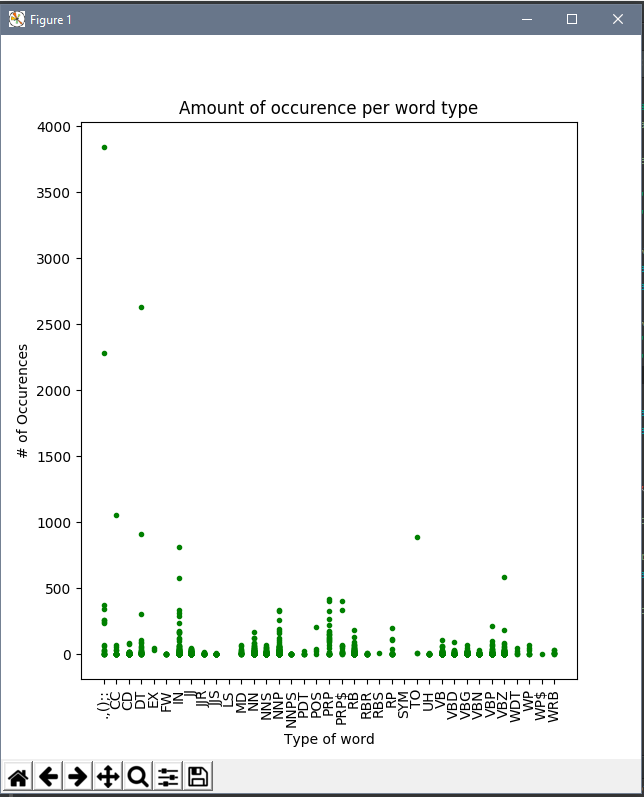 Figure 1
Amount of occurence per word type
4000
3500
3000
2500
2000
1500
1000
500
0
# of Occurences
.,():;
CC
CD
DT
EX
FW
IN
JJ
JJR
JJS
LS
MD
NN
NNS
NNP
NNPS
PDT
POS
PRP
PRP$
RB
RBR
RBS
RP
SYM
TO
UH
VB
VBD
VBG
VBN
VBP
VBZ
WDT
WP
WP$
WRB
Type of word